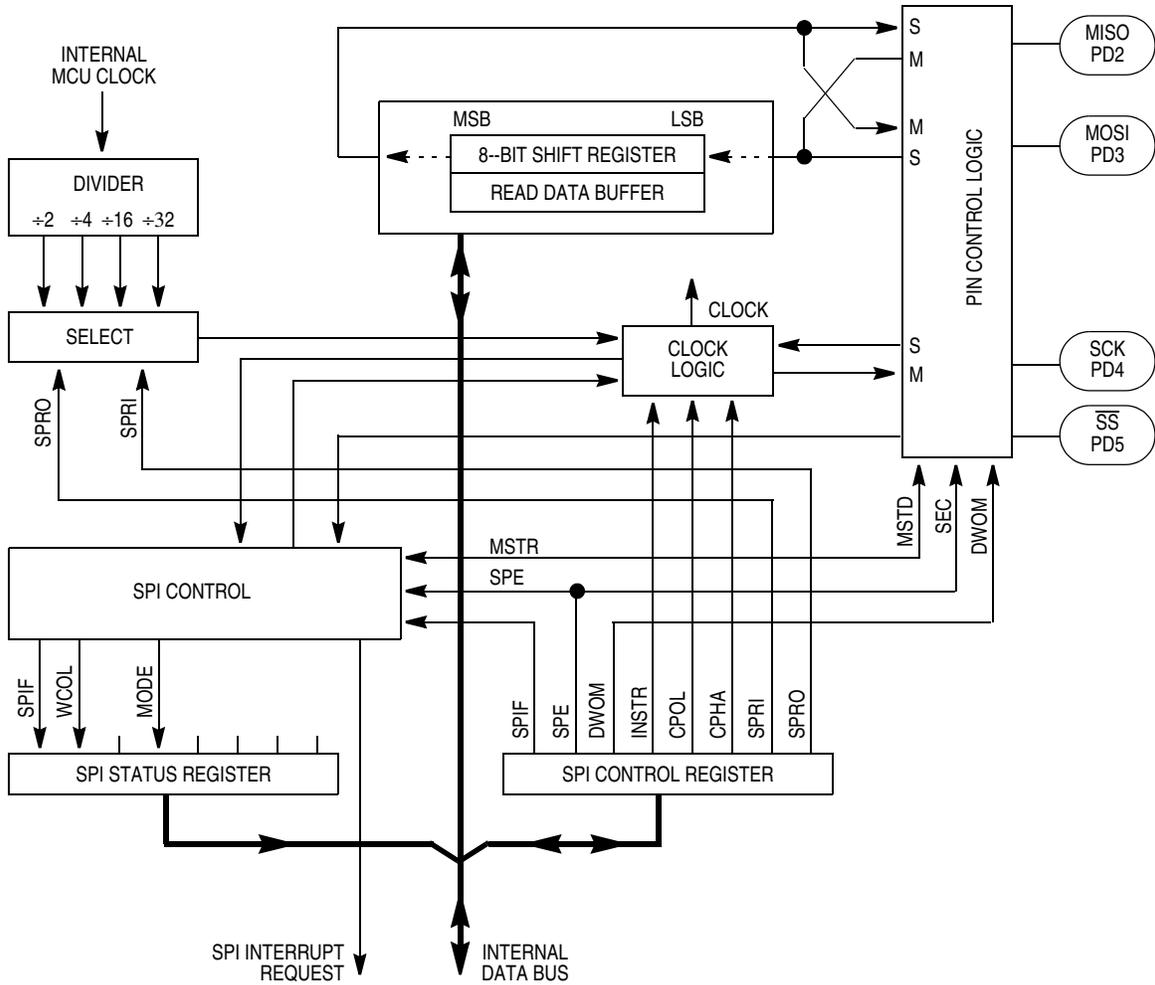 INTERNAL
MCU CLOCK
DIVIDER
÷2 ÷4 ÷16 ÷32
SELECT
SPRO
SPRI
MSB LSB
8--BIT SHIFT REGISTER
READ DATA BUFFER
CLOCK
CLOCK
LOGIC
S
M
M
S
S
M
PIN CONTROL LOGIC
MISO
PD2
MOSI
PD3
SCK
PD4
SS
PD5
MSTD
SEC
DWOM
MSTR
SPE
SPI CONTROL
SPIF
WCOL
MODE
SPI STATUS REGISTER
SPIF
SPE
DWOM
INSTR
CPOL
CPHA
SPRI
SPRO
SPI CONTROL REGISTER
SPI INTERRUPT
REQUEST
INTERNAL
DATA BUS